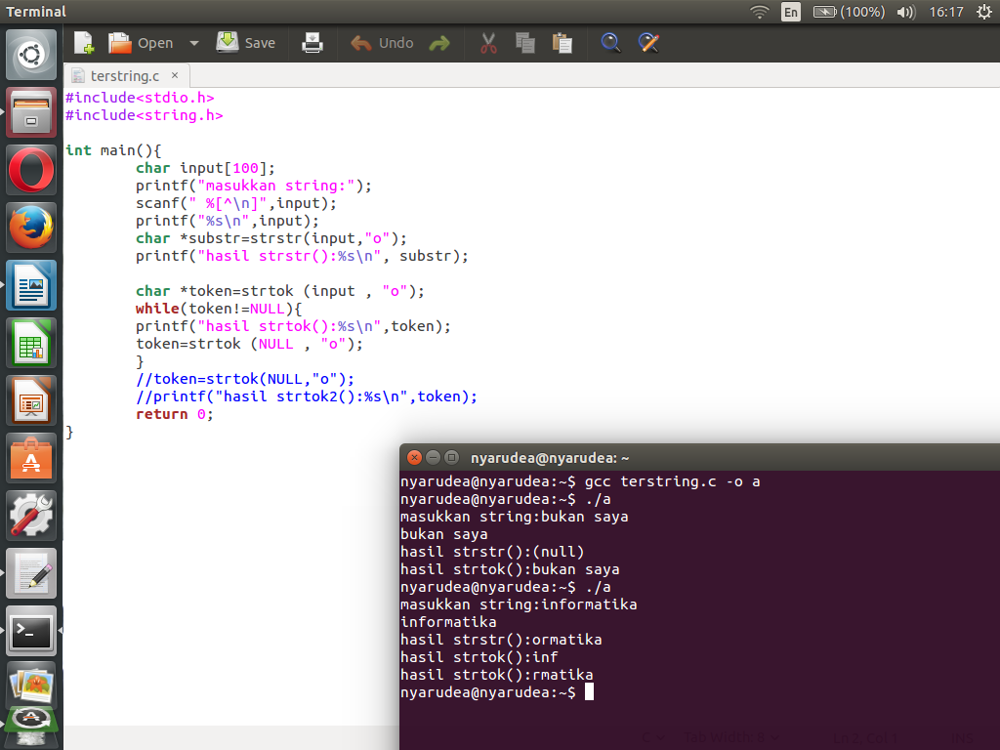 Terminal
En (100%) 16:17
Open Save Undo
terstring.c ×
#include<stdio.h>
#include<string.h>
int main(){
char input[100];
printf("masukkan string:");
scanf(" %[^\n]",input);
printf("%s\n",input);
char *substr=strstr(input,"o");
printf("hasil strstr():%s\n", substr);
char *token=strtok (input , "o");
while(token!=NULL){
printf("hasil strtok():%s\n",token);
token=strtok (NULL , "o");
}
//token=strtok(NULL,"o");
//printf("hasil strtok2():%s\n",token);
return 0;
}
nyarudea@nyarudea: ~
nyarudea@nyarudea:~$ gcc terstring.c -o a
nyarudea@nyarudea:~$ ./a
masukkan string:bukan saya
bukan saya
hasil strstr():(null)
hasil strtok():bukan saya
nyarudea@nyarudea:~$ ./a
masukkan string:informatika
informatika
hasil strstr():ormatika
hasil strtok():inf
hasil strtok():rmatika
nyarudea@nyarudea:~$
C Tab Width: 8 Ln 2, Col 1 INS